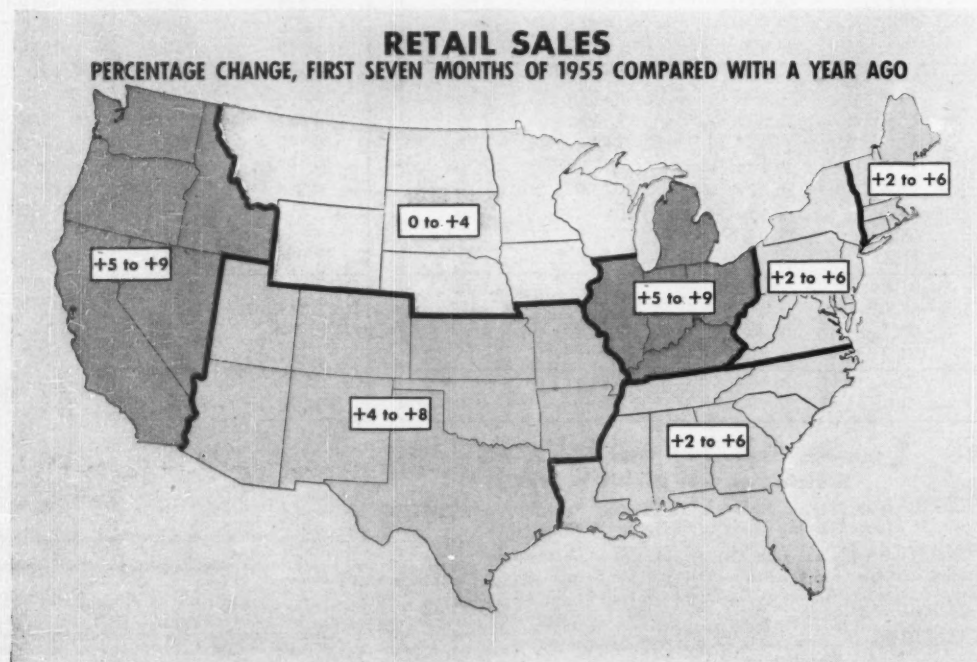 RETAIL SALES
PERCENTAGE CHANGE, FIRST SEVEN MONTHS OF 1955 COMPARED WITH A YEAR AGO
+2 to +6
0 to +4
+5 to +9
+2 to +6
+5 to +9
+4 to +8
+2 to +6